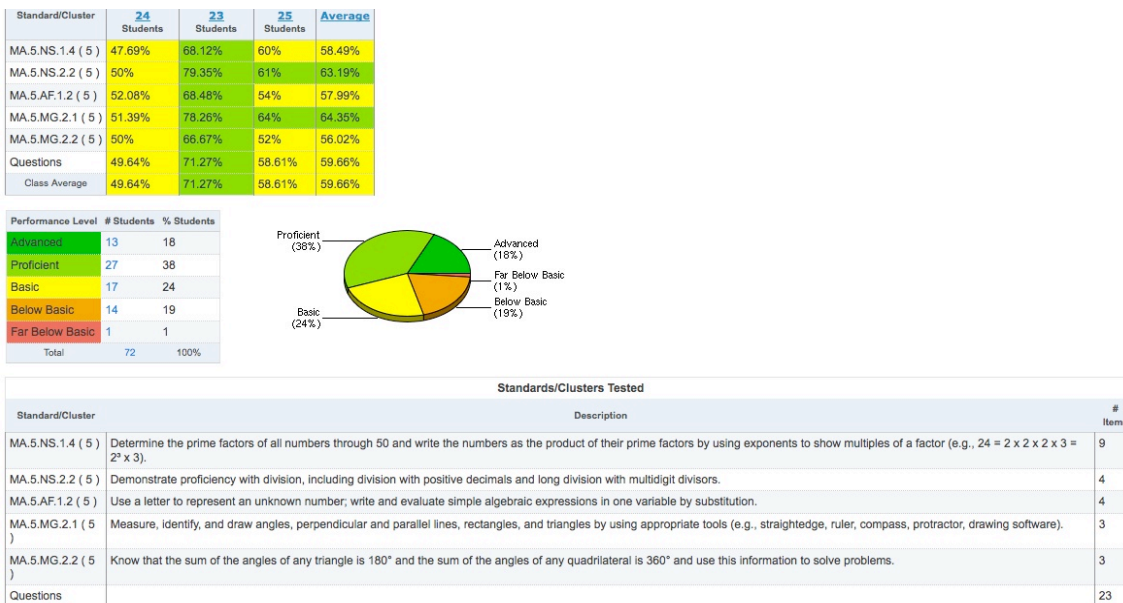 Standard/Cluster 24 Students 23 Students 25 Students Average
MA.5.NS.1.4 ( 5 ) 47.69% 68.12% 60% 58.49%
MA.5.NS.2.2 ( 5 ) 50% 79.35% 61% 63.19%
MA.5.AF.1.2 ( 5 ) 52.08% 68.48% 54% 57.99%
MA.5.MG.2.1 ( 5 ) 51.39% 78.26% 64% 64.35%
MA.5.MG.2.2 ( 5 ) 50% 66.67% 52% 56.02%
Questions 49.64% 71.27% 58.61% 59.66%
Class Average 49.64% 71.27% 58.61% 59.66%
Performance Level # Students % Students
Advanced 13 18
Proficient 27 38
Basic 17 24
Below Basic 14 19
Far Below Basic 1 1
Total 72 100%
Proficient
(38%)
Advanced
(18%)
Far Below Basic
(1%)
Below Basic
(19%)
Basic
(24%)
Standards/Clusters Tested
Standard/Cluster Description # Item
MA.5.NS.1.4 ( 5 ) Determine the prime factors of all numbers through 50 and write the numbers as the product of their prime factors by using exponents to show multiples of a factor (e.g., 24 = 2 x 2 x 2 x 3 = 9
2³ x 3).
MA.5.NS.2.2 ( 5 ) Demonstrate proficiency with division, including division with positive decimals and long division with multidigit divisors. 4
MA.5.AF.1.2 ( 5 ) Use a letter to represent an unknown number; write and evaluate simple algebraic expressions in one variable by substitution. 4
MA.5.MG.2.1 ( 5 Measure, identify, and draw angles, perpendicular and parallel lines, rectangles, and triangles by using appropriate tools (e.g., straightedge, ruler, compass, protractor, drawing software). 3
)
MA.5.MG.2.2 ( 5 Know that the sum of the angles of any triangle is 180° and the sum of the angles of any quadrilateral is 360° and use this information to solve problems. 3
)
Questions 23